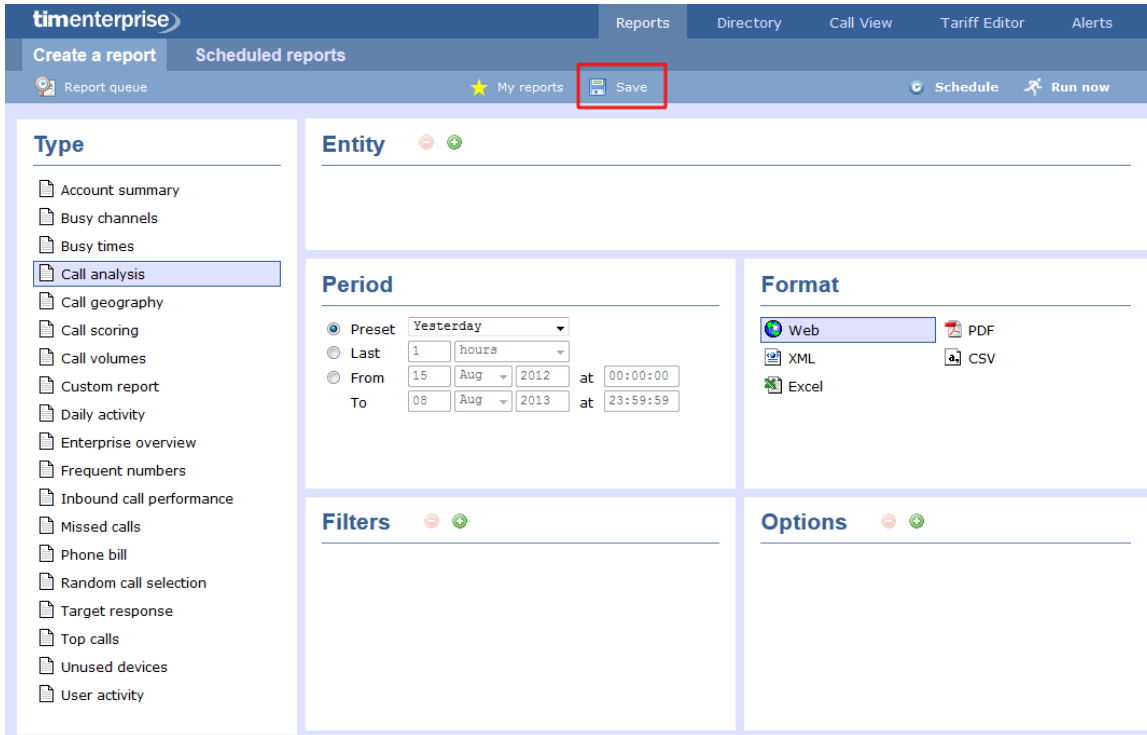 timenterprise
Reports Directory Call View Tariff Editor Alerts
Create a report Scheduled reports
Report queue My reports Save Schedule Run now
Type
Account summary
Busy channels
Busy times
Call analysis
Call geography
Call scoring
Call volumes
Custom report
Daily activity
Enterprise overview
Frequent numbers
Inbound call performance
Missed calls
Phone bill
Random call selection
Target response
Top calls
Unused devices
User activity
Entity
Period
Preset Yesterday
Last 1 hours
From 15 Aug 2012 at 00:00:00
To 08 Aug 2013 at 23:59:59
Format
Web PDF
XML CSV
Excel
Filters
Options